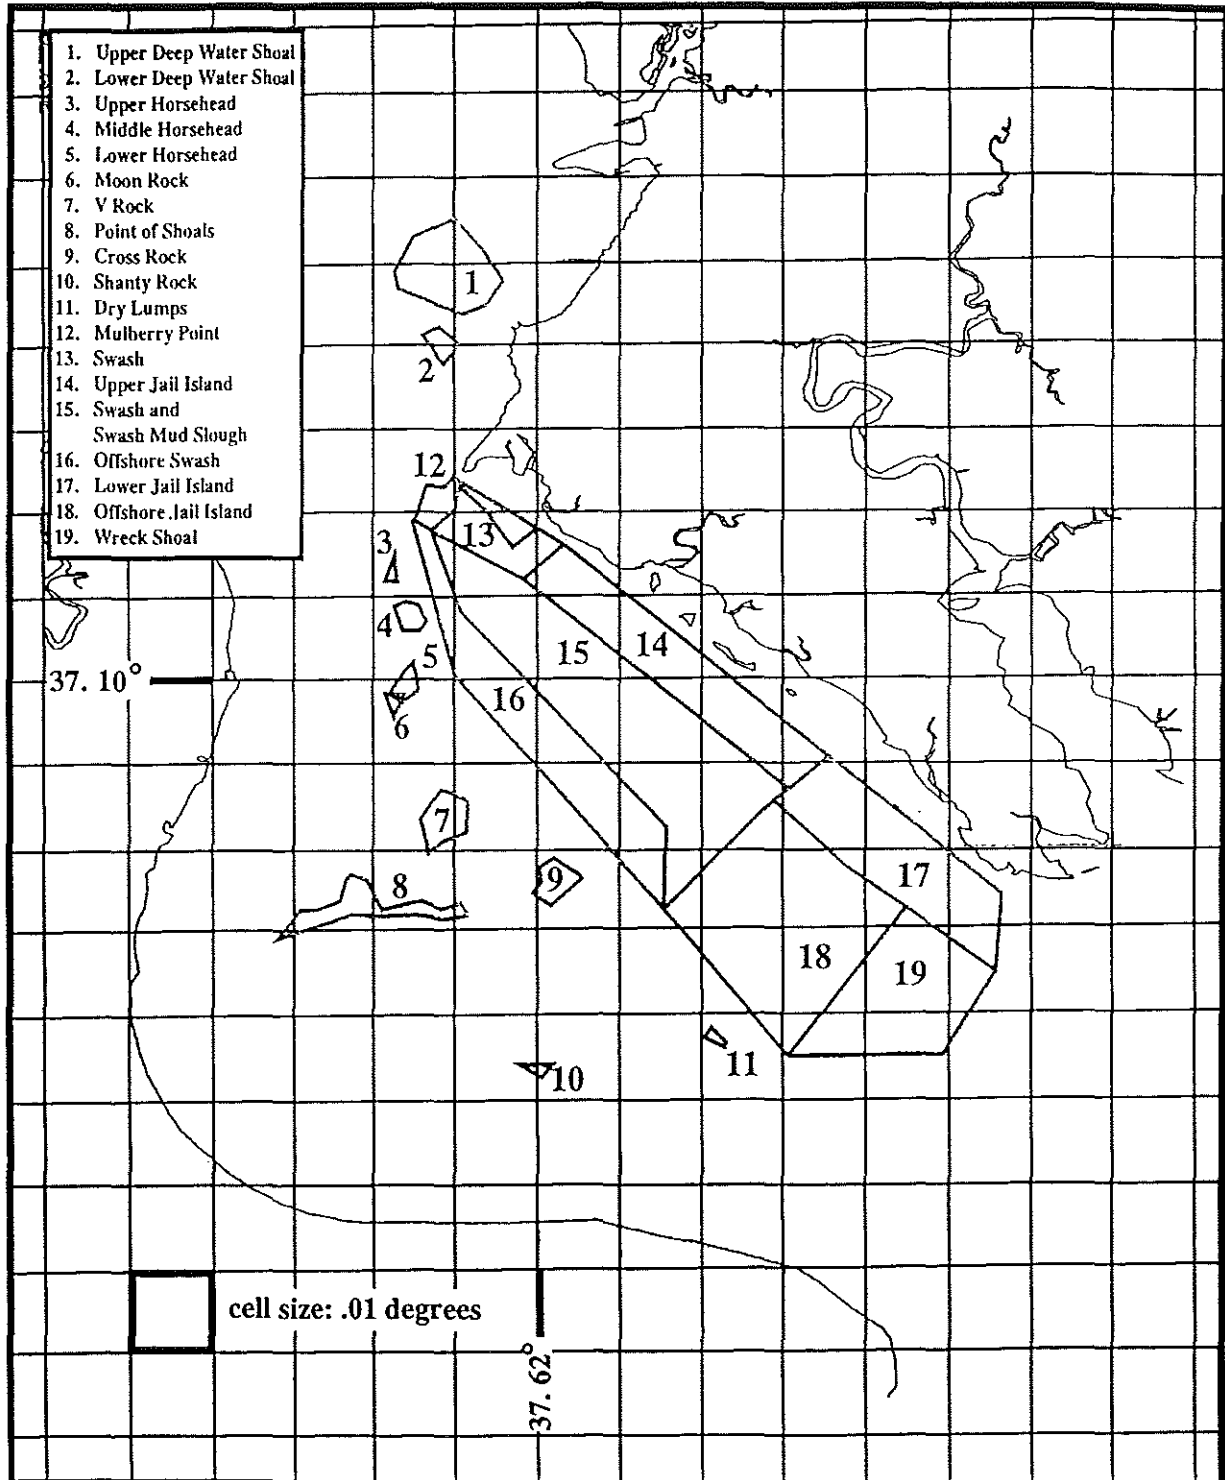 1. Upper Deep Water Shoal
2. Lower Deep Water Shoal
3. Upper Horsehead
4. Middle Horsehead
5. Lower Horsehead
6. Moon Rock
7. V Rock
8. Point of Shoals
9. Cross Rock
10. Shanty Rock
11. Dry Lumps
12. Mulberry Point
13. Swash
14. Upper Jail Island
15. Swash and
Swash Mud Slough
16. Offshore Swash
17. Lower Jail Island
18. Offshore Jail Island
19. Wreck Shoal
1
2
12
13
3
4
5
14
15
37. 10°
16
6
7
9
8
17
18
19
11
10
cell size: .01 degrees
37. 62°